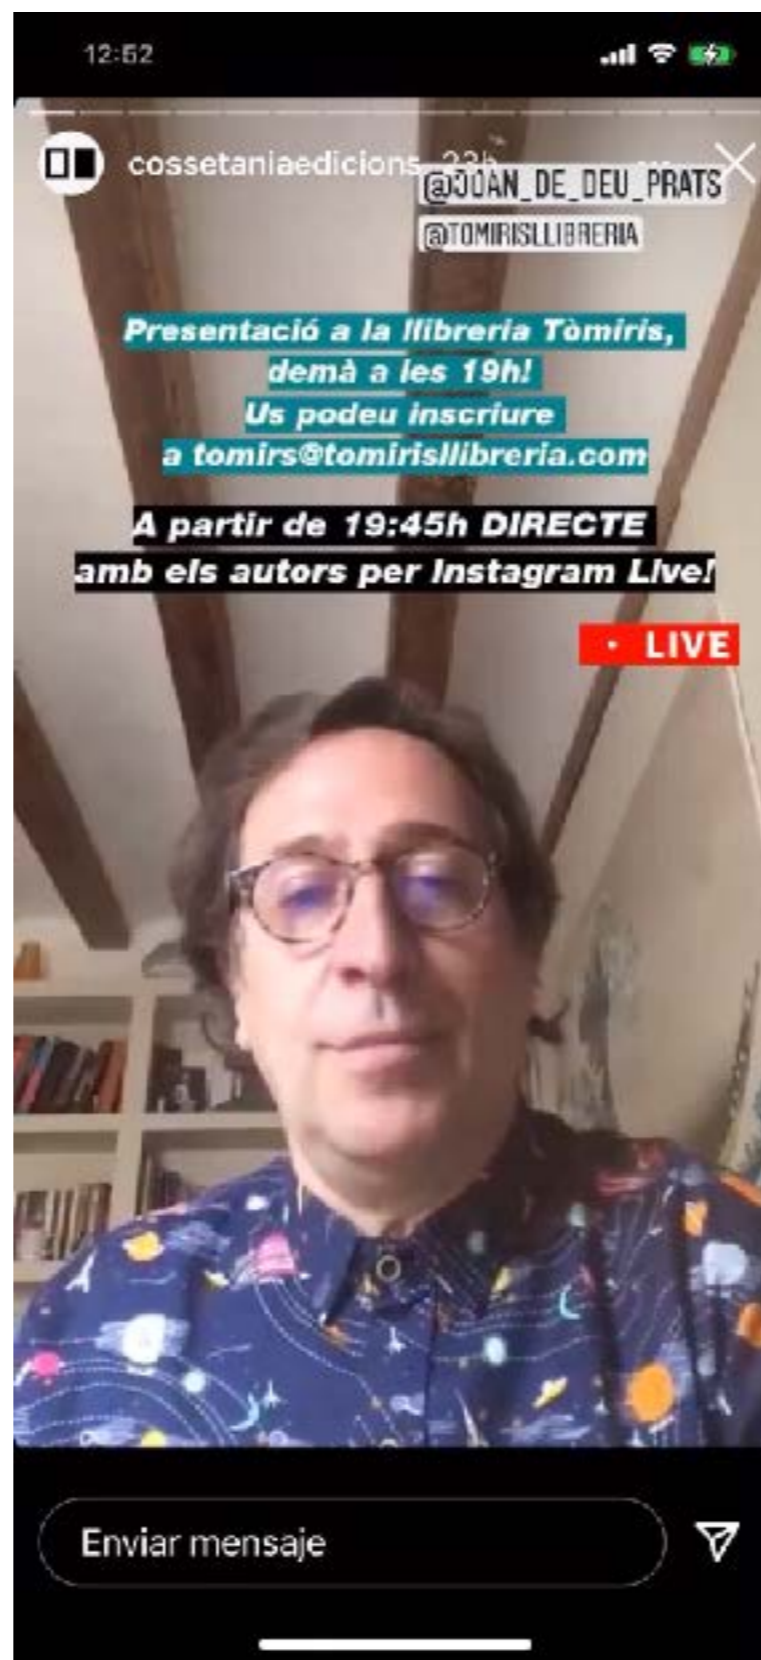 12:52
cossetaniaedicions 23h
@JOAN_DE_DEU_PRATS
@TOMIRISLLIBRERIA
Presentació a la llibreria Tòmiris,
demà a les 19h!
Us podeu inscriure
a tomirs@tomirisllibreria.com
A partir de 19:45h DIRECTE
amb els autors per Instagram Live!
LIVE
Enviar mensaje